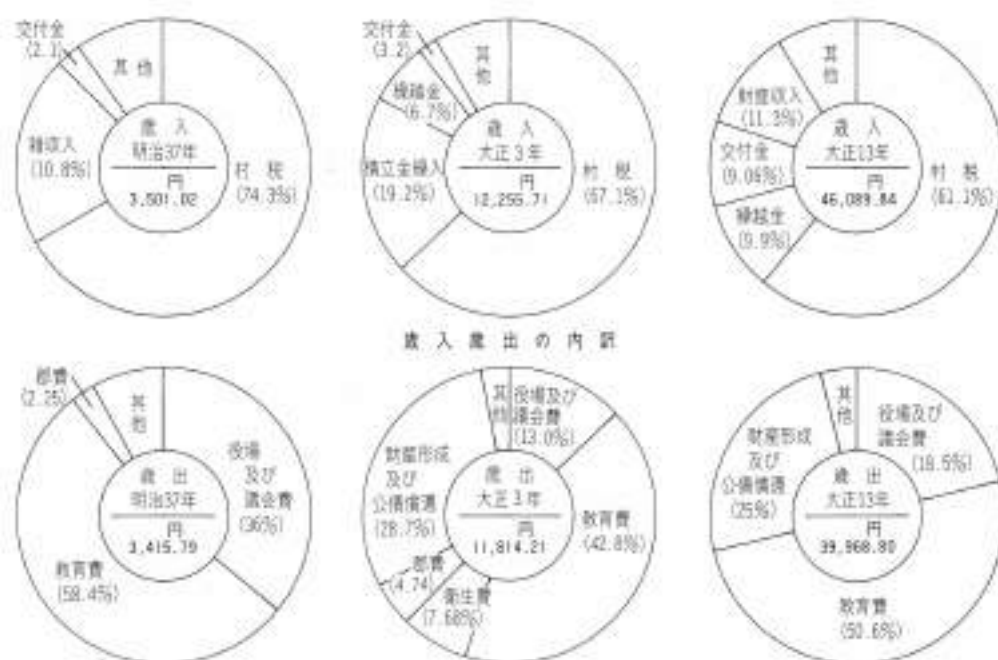 交付金
(2.1)
其他
雑収入
(10.8%)
歳入
明治37年
円
3,501.02
村税
(74.3%)
交付金
(3.2)
其他
繰越金
(6.7%)
積立金繰入
(19.2%)
歳入
大正3年
円
12,255.71
村税
(67.1%)
其他
財産収入
(11.3%)
交付金
(9.06%)
繰越金
(9.9%)
歳入
大正13年
円
46,089.84
村税
(61.1%)
歳入歳出の内訳
郡費
(2.25)
其他
役場
及び
議会費
(36%)
歳出
明治37年
円
3,415.79
教育費
(58.4%)
其他
役場及び
議会費
(13.0%)
財産形成
及び
公債償還
(28.7%)
歳出
大正3年
円
11,814.21
教育費
(42.8%)
郡費
(4.74)
衛生費
(7.68%)
其他
役場及び
議会費
(18.5%)
財産形成
及び
公債償還
(25%)
歳出
大正13年
円
39,968.80
教育費
(50.6%)